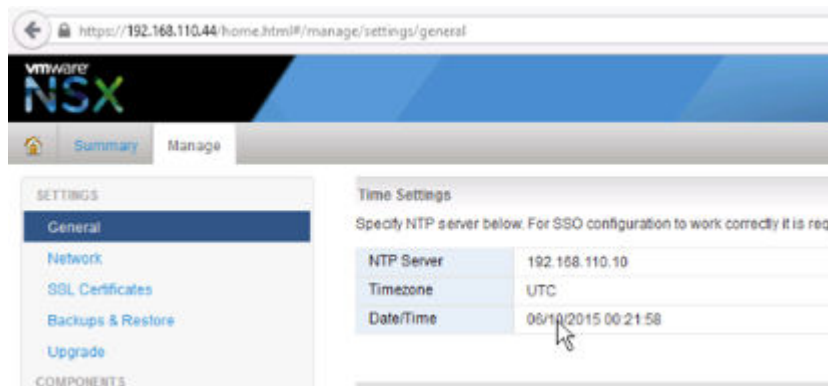 https://192.168.110.44/home.html#/manage/settings/general
vmware
NSX
Summary
Manage
SETTINGS
General
Network
SSL Certificates
Backups & Restore
Upgrade
COMPONENTS
Time Settings
Specify NTP server below. For SSO configuration to work correctly it is req
NTP Server 192.168.110.10
Timezone UTC
Date/Time 06/10/2015 00:21:58